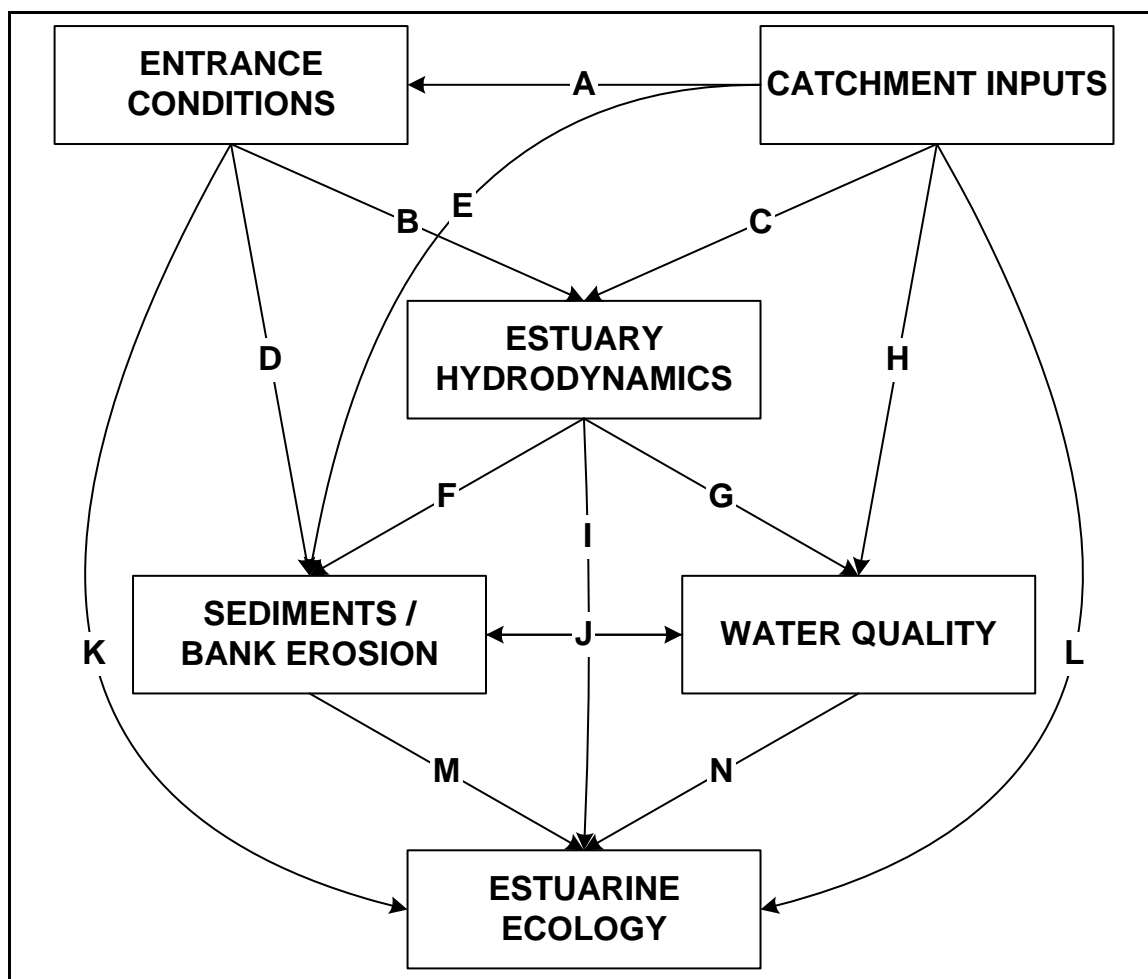 ENTRANCE
CONDITIONS
A
CATCHMENT INPUTS
E
B
C
ESTUARY
HYDRODYNAMICS
D
H
F
G
I
SEDIMENTS /
BANK EROSION
J
WATER QUALITY
K
L
M
N
ESTUARINE
ECOLOGY